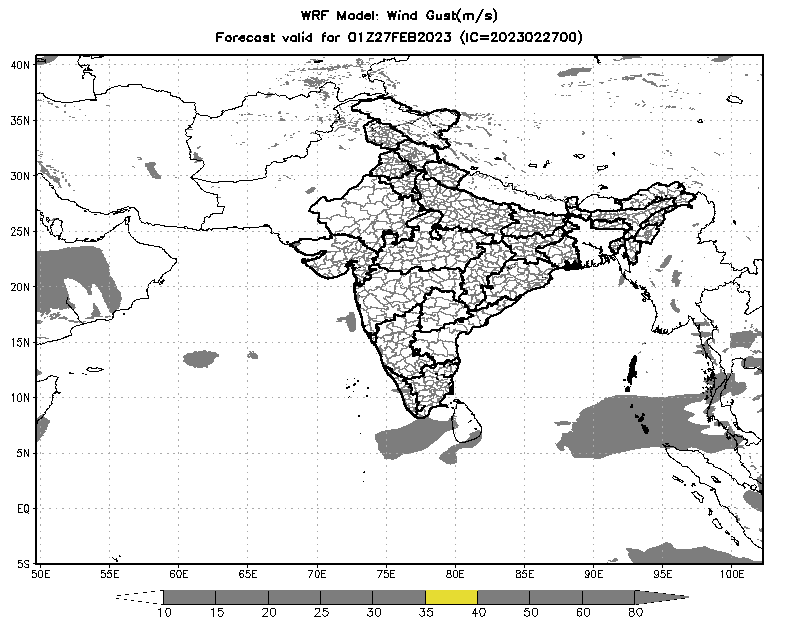 WRF Model: Wind Gust(m/s)
Forecast valid for 01Z27FEB2023 (IC=2023022700)
40N
35N
30N
25N
20N
15N
10N
5N
EQ
5S
50E 55E 60E 65E 70E 75E 80E 85E 90E 95E 100E
10 15 20 25 30 35 40 50 60 80